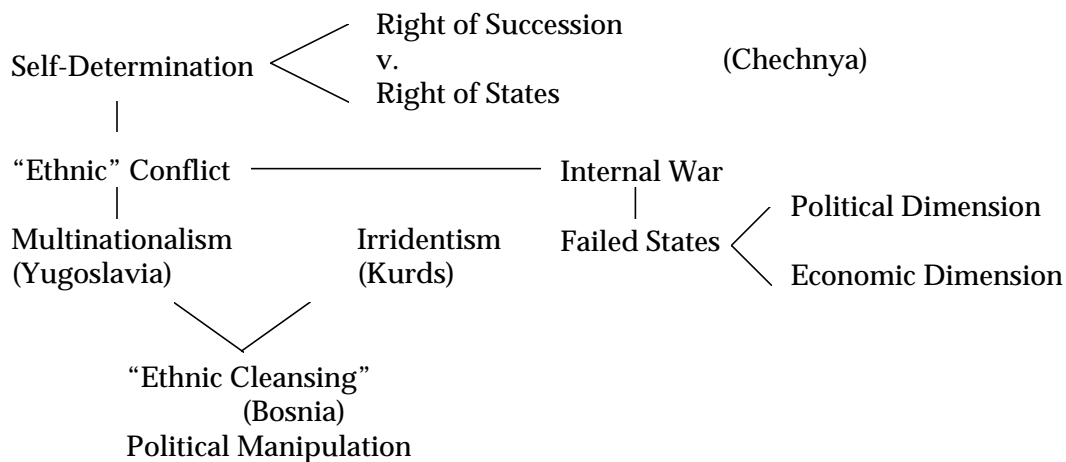 Right of Succession
Self-Determination v. (Chechnya)
Right of States
“Ethnic” Conflict Internal War
Political Dimension
Multinationalism Irridentism Failed States
(Yugoslavia) (Kurds)
Economic Dimension
“Ethnic Cleansing”
(Bosnia)
Political Manipulation